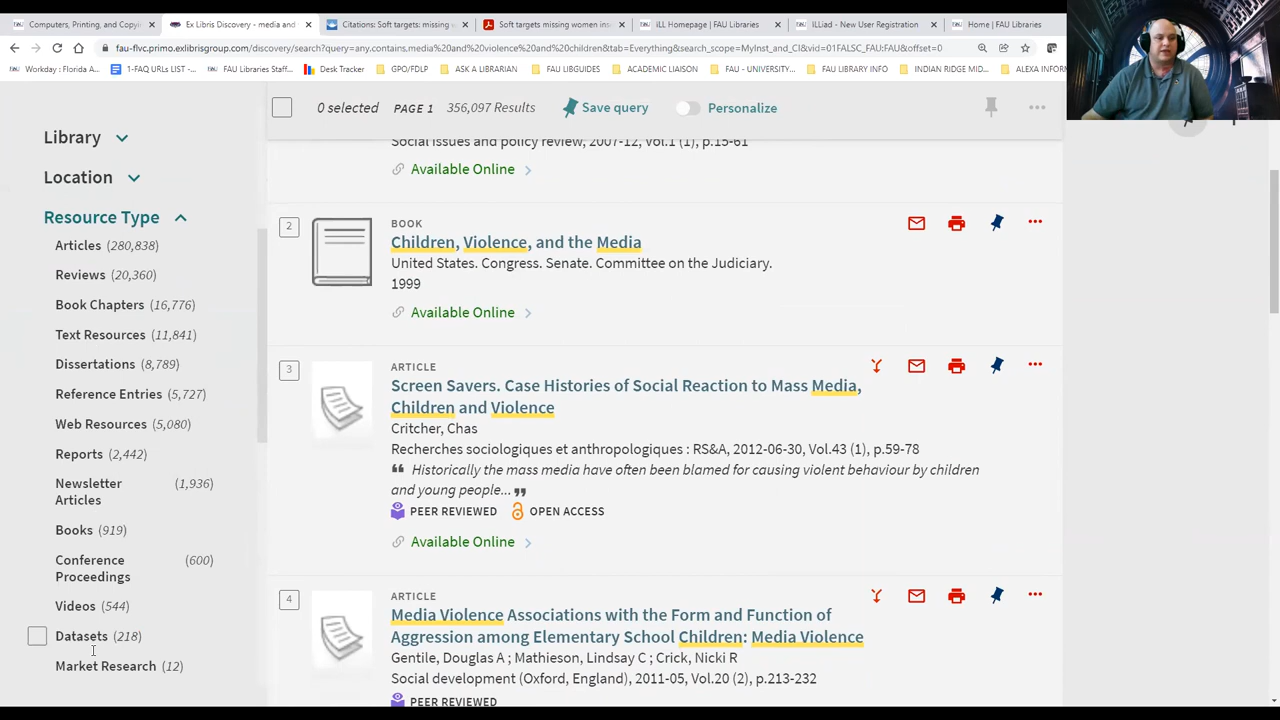 Computers, Printing, and Copyi
Ex Libris Discovery - media and
Citations: Soft targets: missing w
Soft targets missing women ins
iLL Homepage | FAU Libraries
ILLiad - New User Registration
Home | FAU Libraries
fau-flvc.primo.exlibrisgroup.com/discovery/search?query=any,contains,media%20and%20violence%20and%20children&tab=Everything&search_scope=MyInst_and_CI&vid=01FALSC_FAU:FAU&offset=0
Workday : Florida A...
1-FAQ URLs LIST -...
FAU Libraries Staff...
Desk Tracker
GPO/FDLP
ASK A LIBRARIAN
FAU LIBGUIDES
ACADEMIC LIAISON
FAU - UNIVERSITY...
FAU LIBRARY INFO
INDIAN RIDGE MID...
ALEXA INFORM
0 selected PAGE 1 356,097 Results
Save query
Personalize
Library
Location
Resource Type
Articles (280,838)
Reviews (20,360)
Book Chapters (16,776)
Text Resources (11,841)
Dissertations (8,789)
Reference Entries (5,727)
Web Resources (5,080)
Reports (2,442)
Newsletter (1,936)
Articles
Books (919)
Conference (600)
Proceedings
Videos (544)
Datasets (218)
Market Research (12)
Social issues and policy review, 2007-12, Vol.1 (1), p.15-61
Available Online
2
BOOK
Children, Violence, and the Media
United States. Congress. Senate. Committee on the Judiciary.
1999
Available Online
3
ARTICLE
Screen Savers. Case Histories of Social Reaction to Mass Media,
Children and Violence
Critcher, Chas
Recherches sociologiques et anthropologiques : RS&A, 2012-06-30, Vol.43 (1), p.59-78
Historically the mass media have often been blamed for causing violent behaviour by children
and young people...
PEER REVIEWED OPEN ACCESS
Available Online
4
ARTICLE
Media Violence Associations with the Form and Function of
Aggression among Elementary School Children: Media Violence
Gentile, Douglas A ; Mathieson, Lindsay C ; Crick, Nicki R
Social development (Oxford, England), 2011-05, Vol.20 (2), p.213-232
PEER REVIEWED